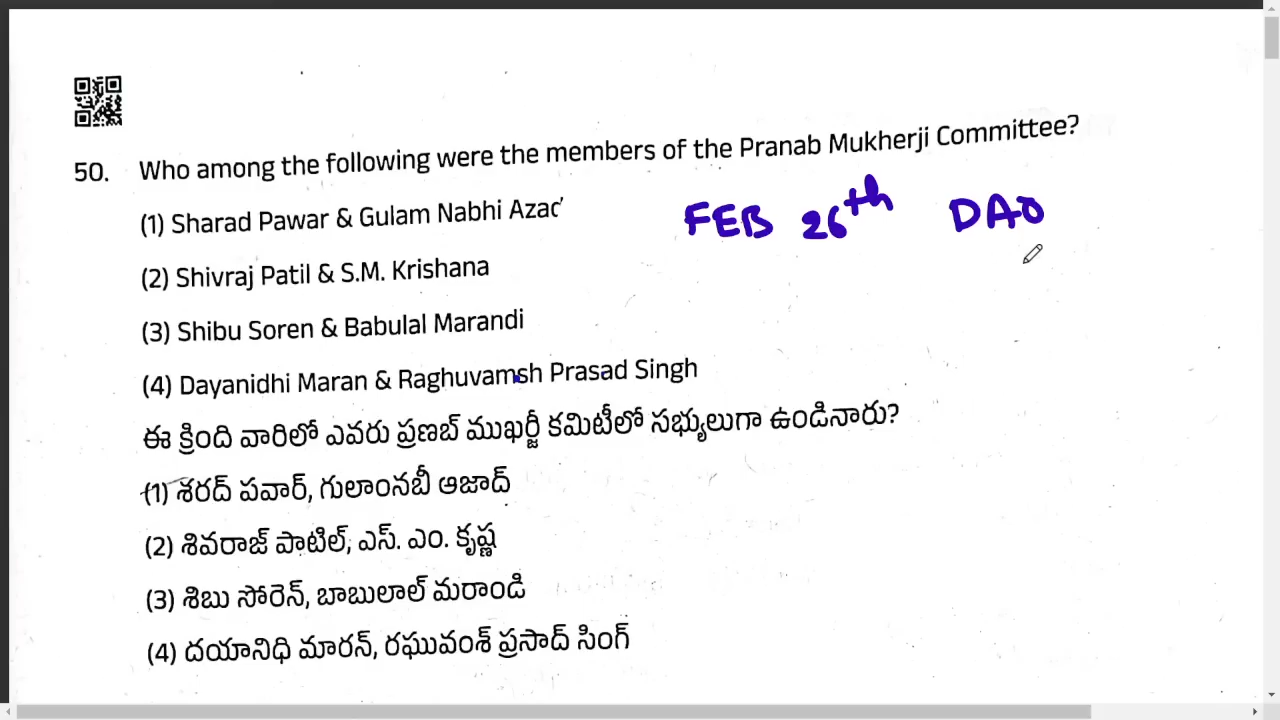 50. Who among the following were the members of the Pranab Mukherji Committee?
(1) Sharad Pawar & Gulam Nabhi Azad
FEB 26th DAO
(2) Shivraj Patil & S.M. Krishana
(3) Shibu Soren & Babulal Marandi
(4) Dayanidhi Maran & Raghuvamsh Prasad Singh
ఈ క్రింది వారిలో ఎవరు ప్రణబ్ ముఖర్జీ కమిటీలో సభ్యులుగా ఉండినారు?
(1) శరద్ పవార్, గులాంనబీ ఆజాద్
(2) శివరాజ్ పాటిల్, ఎస్. ఎం. కృష్ణ
(3) శిబు సోరెన్, బాబులాల్ మరాండి
(4) దయానిధి మారన్, రఘువంశ్ ప్రసాద్ సింగ్